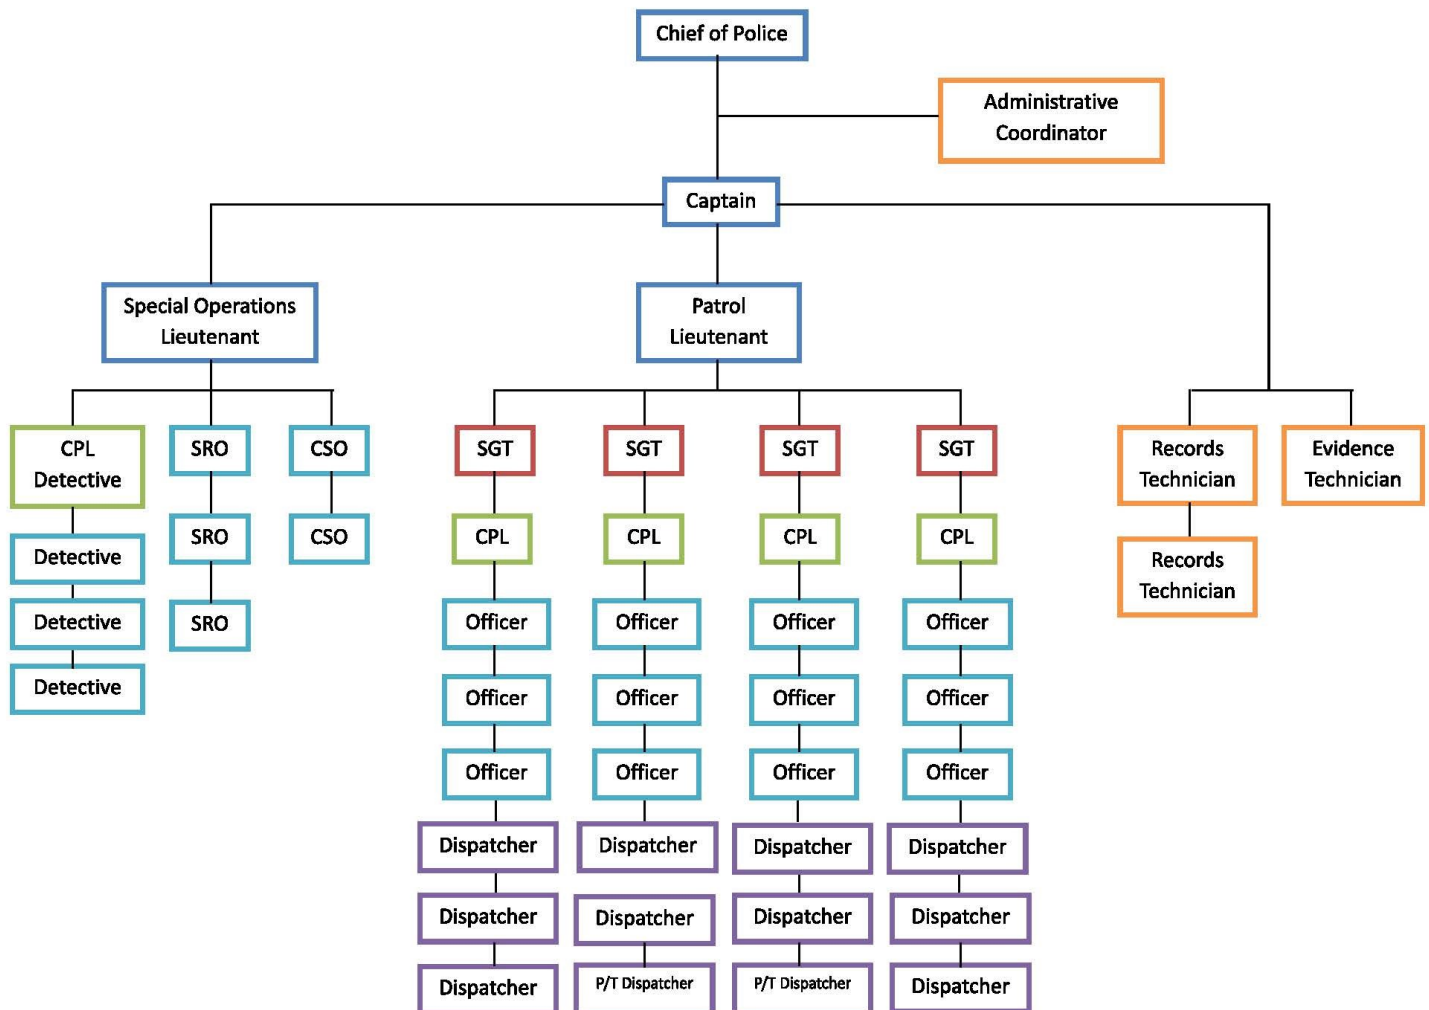 Chief of Police
Administrative
Coordinator
Captain
Special Operations
Lieutenant
Patrol
Lieutenant
CPL
Detective
SRO
CSO
SGT
SGT
SGT
SGT
Records
Technician
Evidence
Technician
SRO
CSO
CPL
CPL
CPL
CPL
Detective
Records
Technician
Detective
SRO
Officer
Officer
Officer
Officer
Detective
Officer
Officer
Officer
Officer
Officer
Officer
Officer
Officer
Dispatcher
Dispatcher
Dispatcher
Dispatcher
Dispatcher
Dispatcher
Dispatcher
Dispatcher
Dispatcher
P/T Dispatcher
P/T Dispatcher
Dispatcher